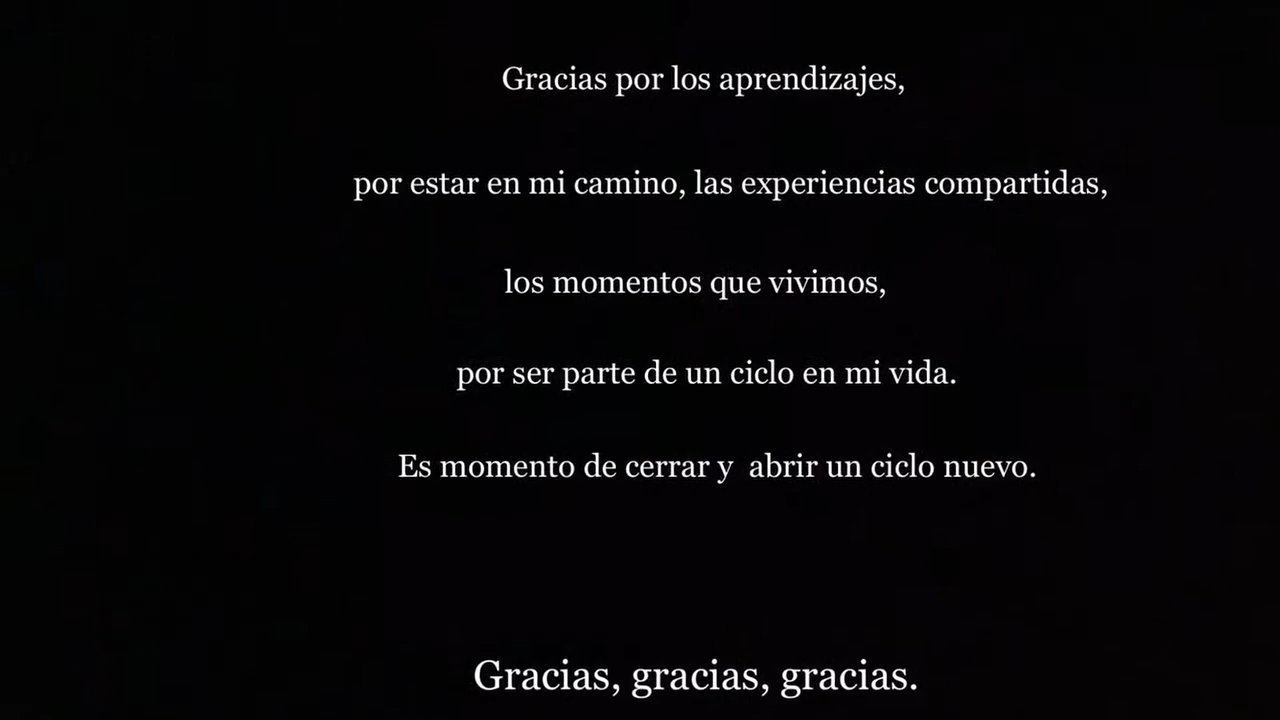 Gracias por los aprendizajes,
por estar en mi camino, las experiencias compartidas,
los momentos que vivimos,
por ser parte de un ciclo en mi vida.
Es momento de cerrar y  abrir un ciclo nuevo.
Gracias, gracias, gracias.